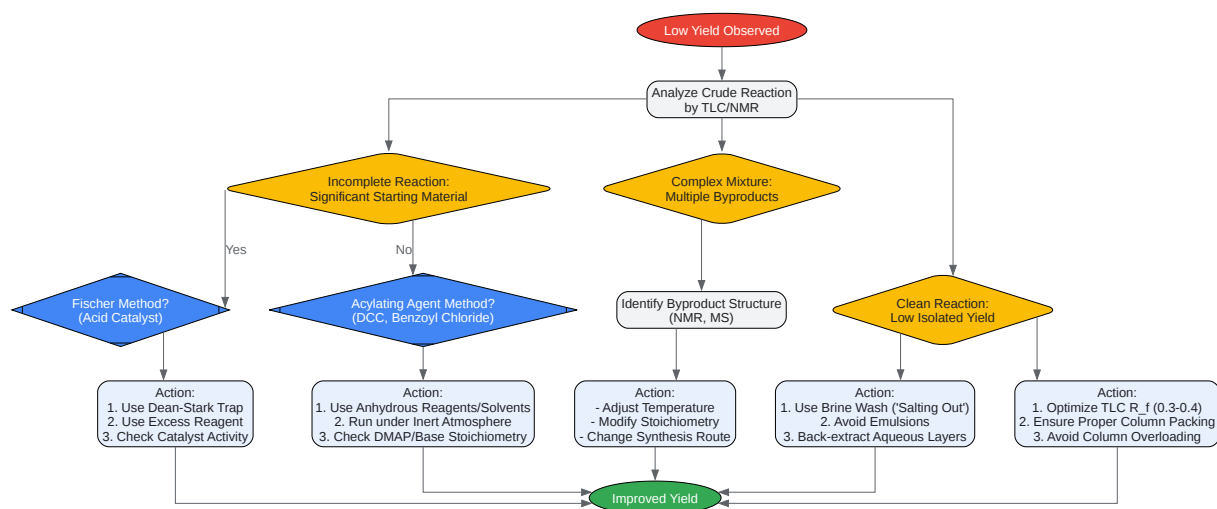 Low Yield Observed
Analyze Crude Reaction
by TLC/NMR
Incomplete Reaction:
Significant Starting Material
Complex Mixture:
Multiple Byproducts
Yes
No
Fischer Method?
(Acid Catalyst)
Acylating Agent Method?
(DCC, Benzoyl Chloride)
Identify Byproduct Structure
(NMR, MS)
Clean Reaction:
Low Isolated Yield
Action:
1. Use Dean-Stark Trap
2. Use Excess Reagent
3. Check Catalyst Activity
Action:
1. Use Anhydrous Reagents/Solvents
2. Run under Inert Atmosphere
3. Check DMAP/Base Stoichiometry
Action:
- Adjust Temperature
- Modify Stoichiometry
- Change Synthesis Route
Action:
1. Use Brine Wash ('Salting Out')
2. Avoid Emulsions
3. Back-extract Aqueous Layers
Action:
1. Optimize TLC R_f (0.3-0.4)
2. Ensure Proper Column Packing
3. Avoid Column Overloading
Improved Yield